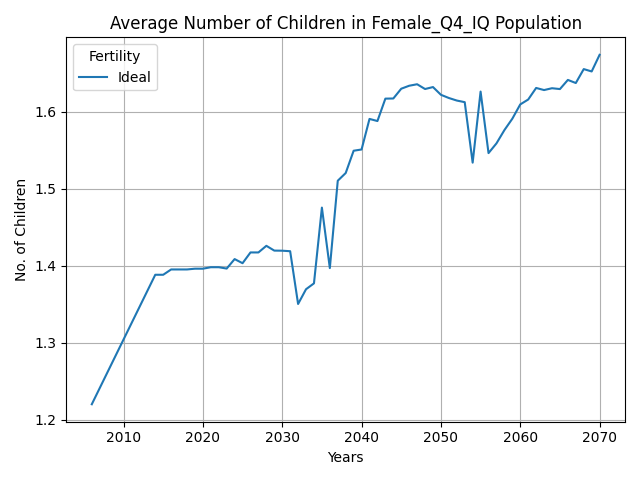 Average Number of Children in Female_Q4_IQ Population
Fertility
Ideal
No. of Children
1.6
1.5
1.4
1.3
1.2
2010 2020 2030 2040 2050 2060 2070
Years